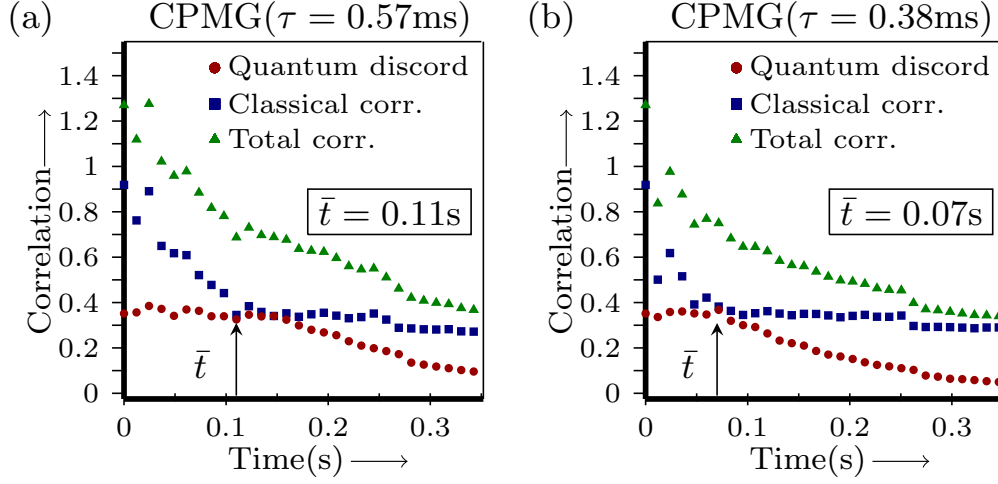 (a) CPMG(τ = 0.57ms)
Correlation
1.4
1.2
1
0.8
0.6
0.4
0.2
0
Quantum discord
Classical corr.
Total corr.
t̄ = 0.11s
t̄
0 0.1 0.2 0.3
Time(s)
(b) CPMG(τ = 0.38ms)
Correlation
1.4
1.2
1
0.8
0.6
0.4
0.2
0
Quantum discord
Classical corr.
Total corr.
t̄ = 0.07s
t̄
0 0.1 0.2 0.3
Time(s)